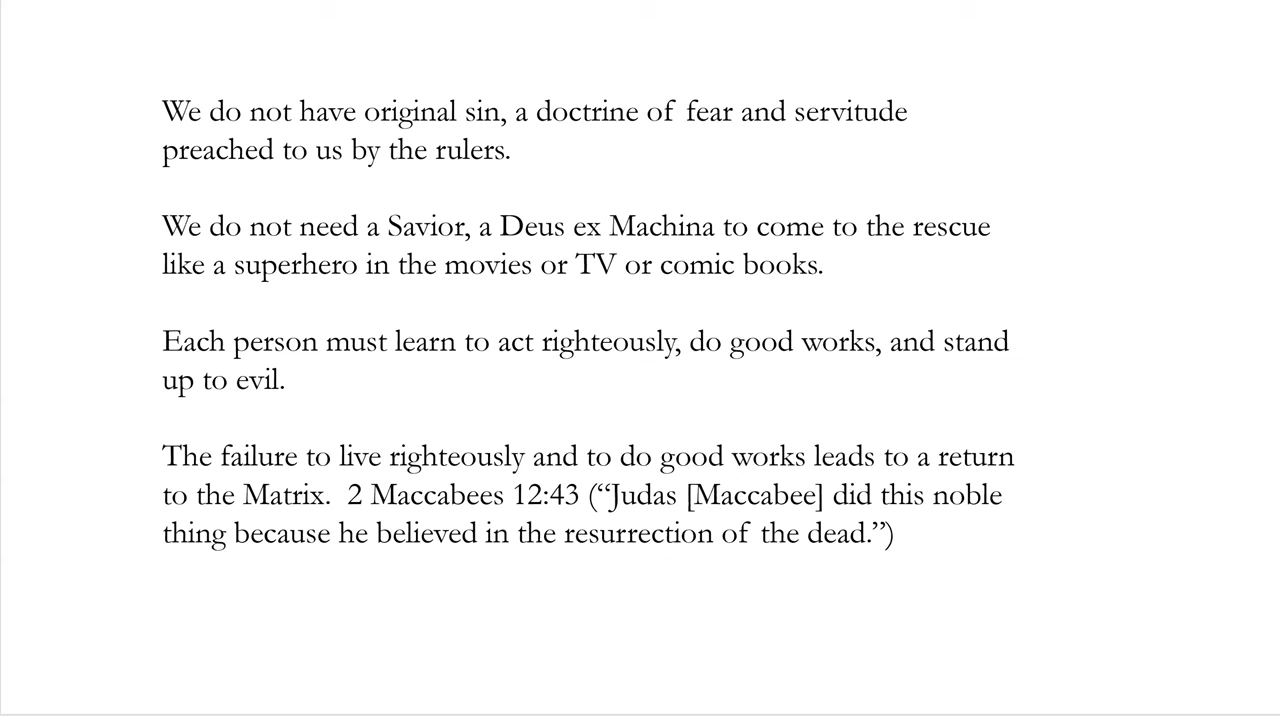 We do not have original sin, a doctrine of fear and servitude
preached to us by the rulers.
We do not need a Savior, a Deus ex Machina to come to the rescue
like a superhero in the movies or TV or comic books.
Each person must learn to act righteously, do good works, and stand
up to evil.
The failure to live righteously and to do good works leads to a return
to the Matrix.  2 Maccabees 12:43 (“Judas [Maccabee] did this noble
thing because he believed in the resurrection of the dead.”)